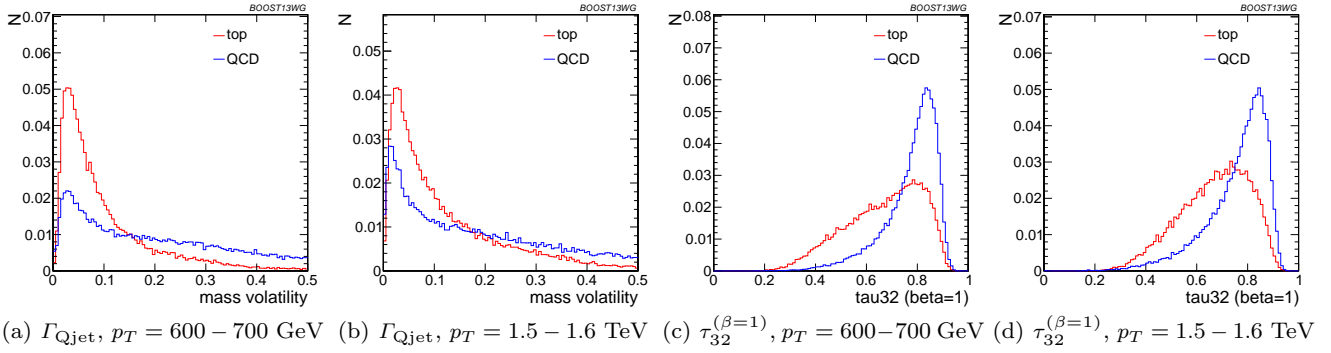 BOOST13WG
N
0.07
0.06
0.05
0.04
0.03
0.02
0.01
0
0 0.1 0.2 0.3 0.4 0.5
mass volatility
top
QCD
(a) Γ_Qjet, p_T = 600 – 700 GeV
BOOST13WG
N
0.05
0.04
0.03
0.02
0.01
0
0 0.1 0.2 0.3 0.4 0.5
mass volatility
top
QCD
(b) Γ_Qjet, p_T = 1.5 – 1.6 TeV
BOOST13WG
N
0.08
0.07
0.06
0.05
0.04
0.03
0.02
0.01
0.00
0 0.2 0.4 0.6 0.8 1
tau32 (beta=1)
top
QCD
(c) τ_32^(β=1), p_T = 600–700 GeV
BOOST13WG
N
0.07
0.06
0.05
0.04
0.03
0.02
0.01
0
0 0.2 0.4 0.6 0.8 1
tau32 (beta=1)
top
QCD
(d) τ_32^(β=1), p_T = 1.5 – 1.6 TeV